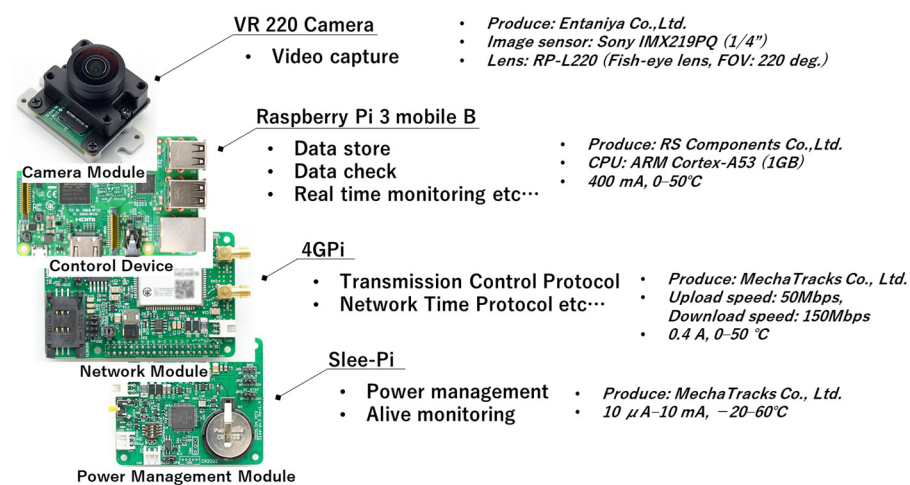 VR 220 Camera
• Video capture
• Produce: Entaniya Co.,Ltd.
• Image sensor: Sony IMX219PQ (1/4”)
• Lens: RP-L220 (Fish-eye lens, FOV: 220 deg.)
Camera Module
Raspberry Pi 3 mobile B
• Data store
• Data check
• Real time monitoring etc…
• Produce: RS Components Co.,Ltd.
• CPU: ARM Cortex-A53 (1GB)
• 400 mA, 0–50℃
HDMI
Contorol Device
4GPi
• Transmission Control Protocol
• Network Time Protocol etc…
• Produce: MechaTracks Co., Ltd.
• Upload speed: 50Mbps,
Download speed: 150Mbps
• 0.4 A, 0–50 ℃
Network Module
Slee-Pi
• Power management
• Alive monitoring
• Produce: MechaTracks Co., Ltd.
• 10 μA–10 mA, －20–60℃
Power Management Module